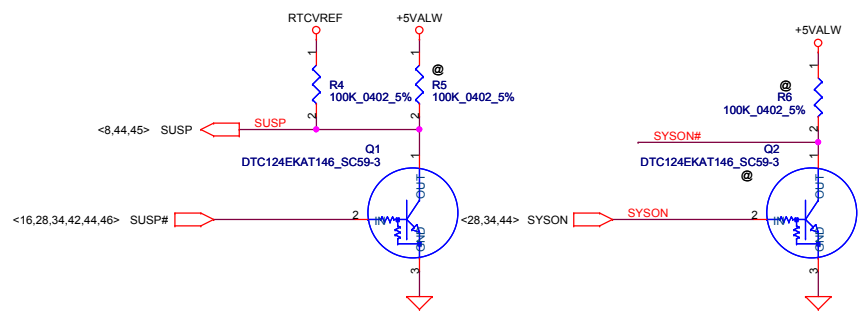 RTCVREF
+5VALW
+5VALW
1
1
1
@
@
R4
100K_0402_5%
R5
100K_0402_5%
R6
100K_0402_5%
2
2
2
<8,44,45>
SUSP
SUSP
SYSON#
Q1
DTC124EKAT146_SC59-3
1
Q2
DTC124EKAT146_SC59-3
1
@
OUT
OUT
<16,28,34,42,44,46>
SUSP#
2
IN
<28,34,44>
SYSON
SYSON
2
IN
GND
GND
3
3